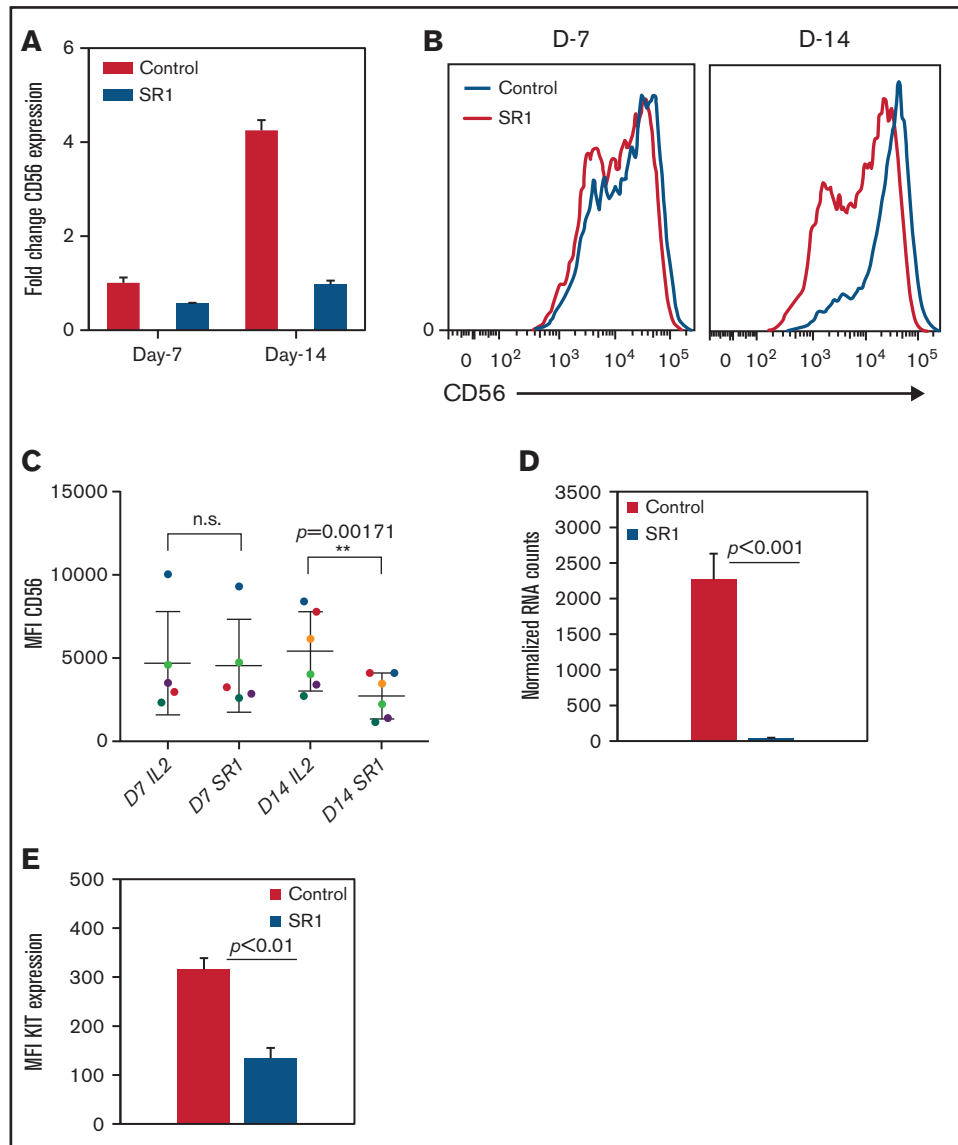 A
Fold change CD56 expression
6
4
2
0
Control
SR1
Day-7
Day-14
B
D-7
D-14
Control
SR1
0
0 10² 10³ 10⁴ 10⁵
0 10² 10³ 10⁴ 10⁵
CD56
C
MFI CD56
15000
10000
5000
0
n.s.
p=0.00171
**
D7 IL2
D7 SR1
D14 IL2
D14 SR1
D
Normalized RNA counts
3500
3000
2500
2000
1500
1000
500
0
Control
SR1
p<0.001
E
MFI KIT expression
500
400
300
200
100
0
Control
SR1
p<0.01